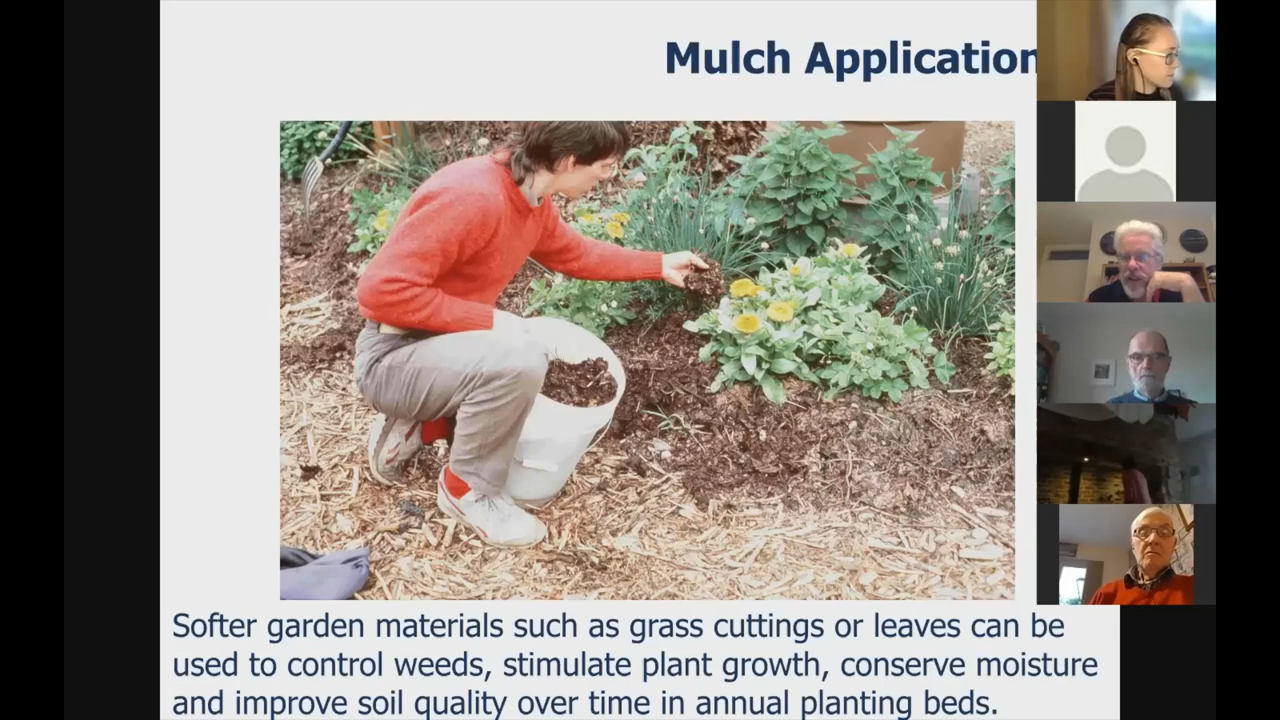 Mulch Application
Softer garden materials such as grass cuttings or leaves can be
used to control weeds, stimulate plant growth, conserve moisture
and improve soil quality over time in annual planting beds.